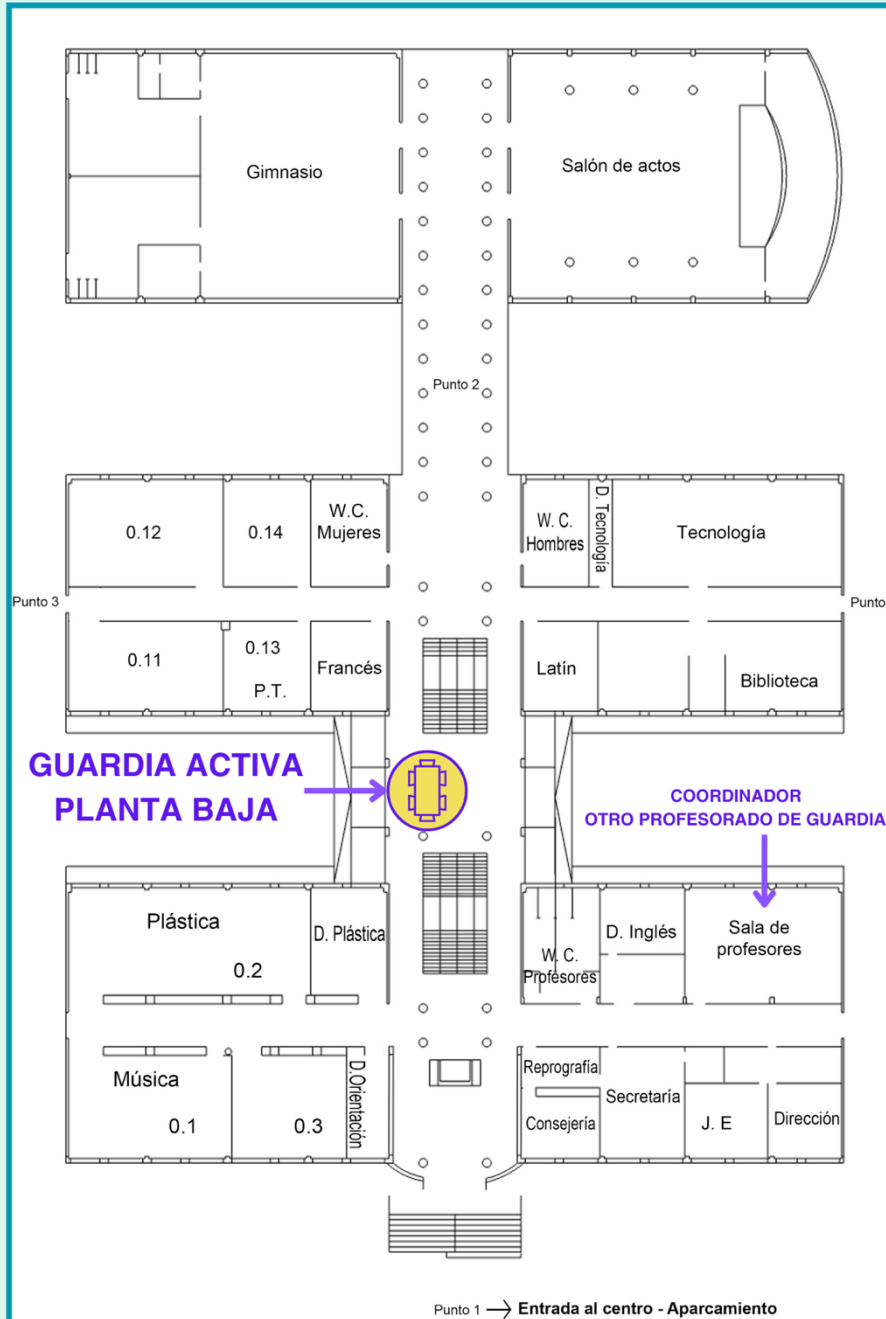 Gimnasio
Salón de actos
Punto 2
0.12
0.14
W.C.
Mujeres
W. C.
Hombres
D. Tecnología
Tecnología
Punto 3
Punto
0.11
0.13
P.T.
Francés
Latín
Biblioteca
GUARDIA ACTIVA
PLANTA BAJA
COORDINADOR
OTRO PROFESORADO DE GUARDIA
Plástica
0.2
D. Plástica
W. C.
Profesores
D. Inglés
Sala de
profesores
Música
0.1
0.3
D.Orientación
Reprografía
Consejería
Secretaría
J. E
Dirección
Punto 1 → Entrada al centro - Aparcamiento